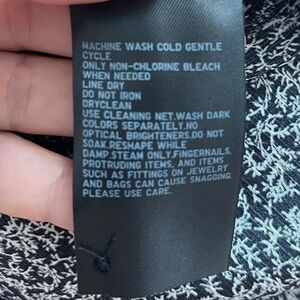 MACHINE WASH COLD GENTLE
CYCLE
ONLY NON-CHLORINE BLEACH
WHEN NEEDED
LINE DRY
DO NOT IRON
DRYCLEAN
USE CLEANING NET.WASH DARK
COLORS SEPARATELY.NO
OPTICAL BRIGHTENERS.DO NOT
SOAK.RESHAPE WHILE
DAMP.STEAM ONLY.FINGERNAILS,
PROTRUDING ITEMS, AND ITEMS
SUCH AS FITTINGS ON JEWELRY
AND BAGS CAN CAUSE SNAGGING.
PLEASE USE CARE.